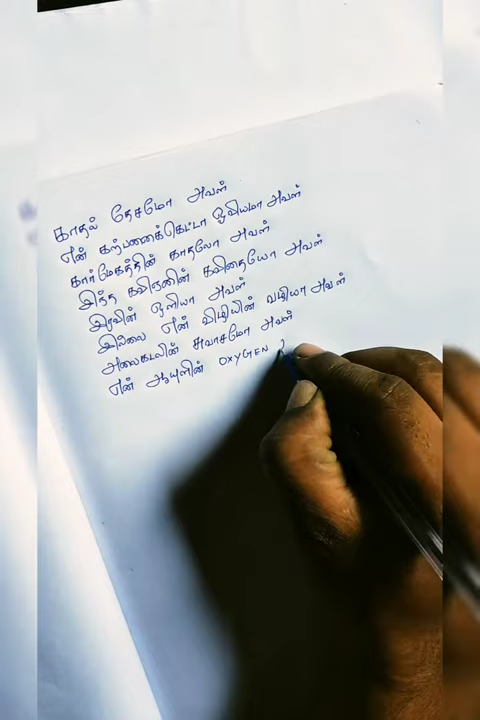 காதல் தேசமோ அவள்
என் கற்பனைக்கெட்டா ஓவியமா அவள்
கார்மேகத்தின் காதலோ அவள்
இந்த கவிஞனின் கவிதையோ அவள்
இரவின் ஒளியா அவள்
இல்லை என் விழியின் வழியா அவள்
அலைகடலின் சுவாசமோ அவள்
என் ஆயுளின் OXYGEN